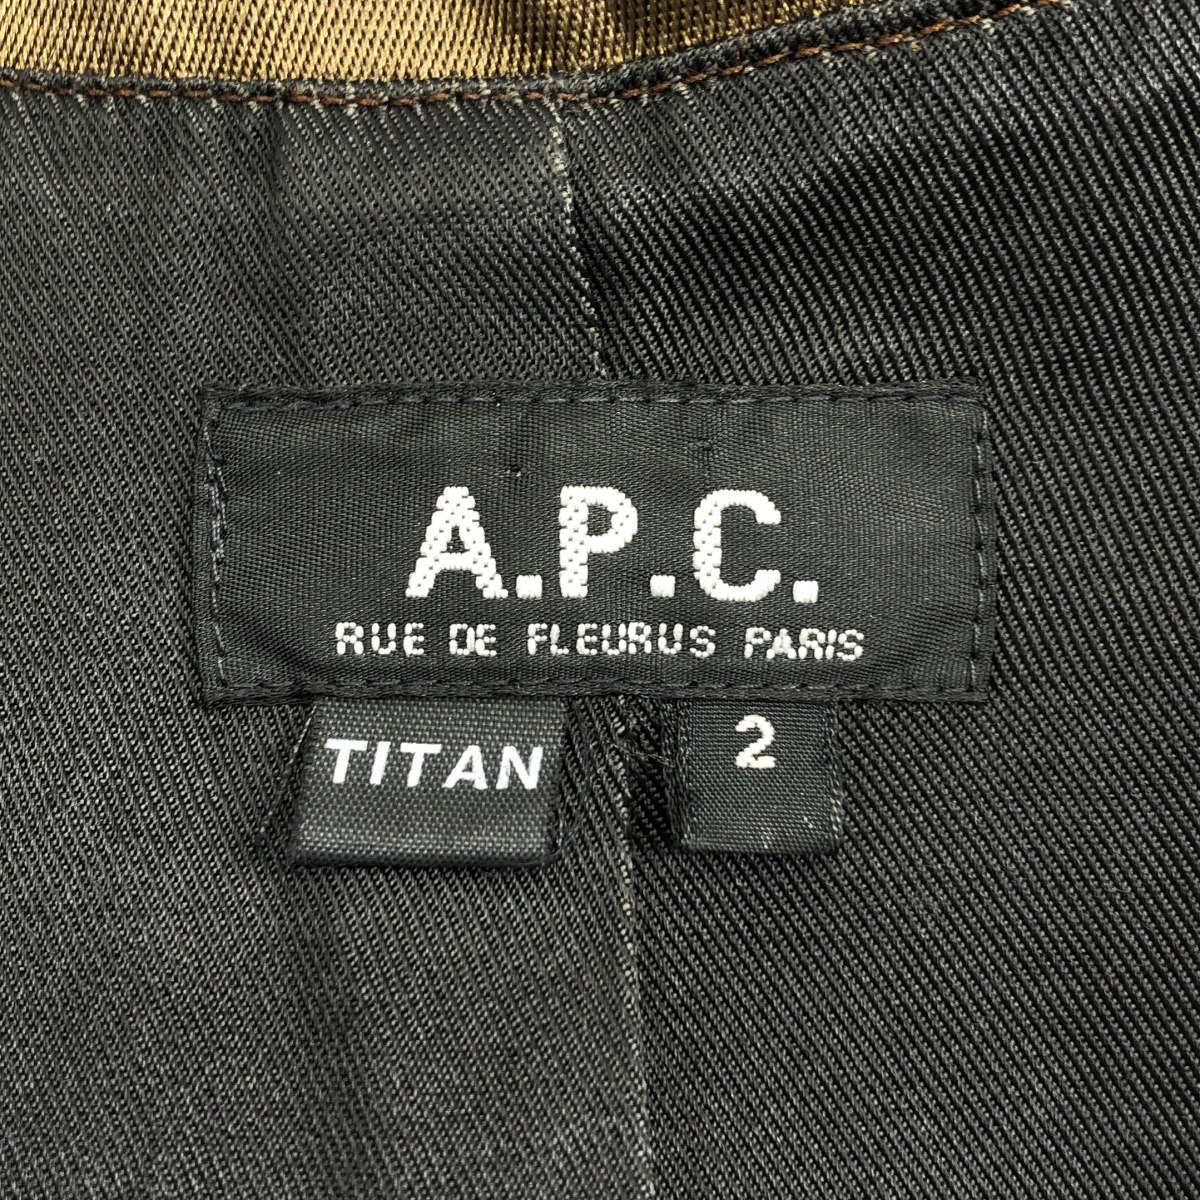 A.P.C.
RUE DE FLEURUS PARIS
TITAN
2